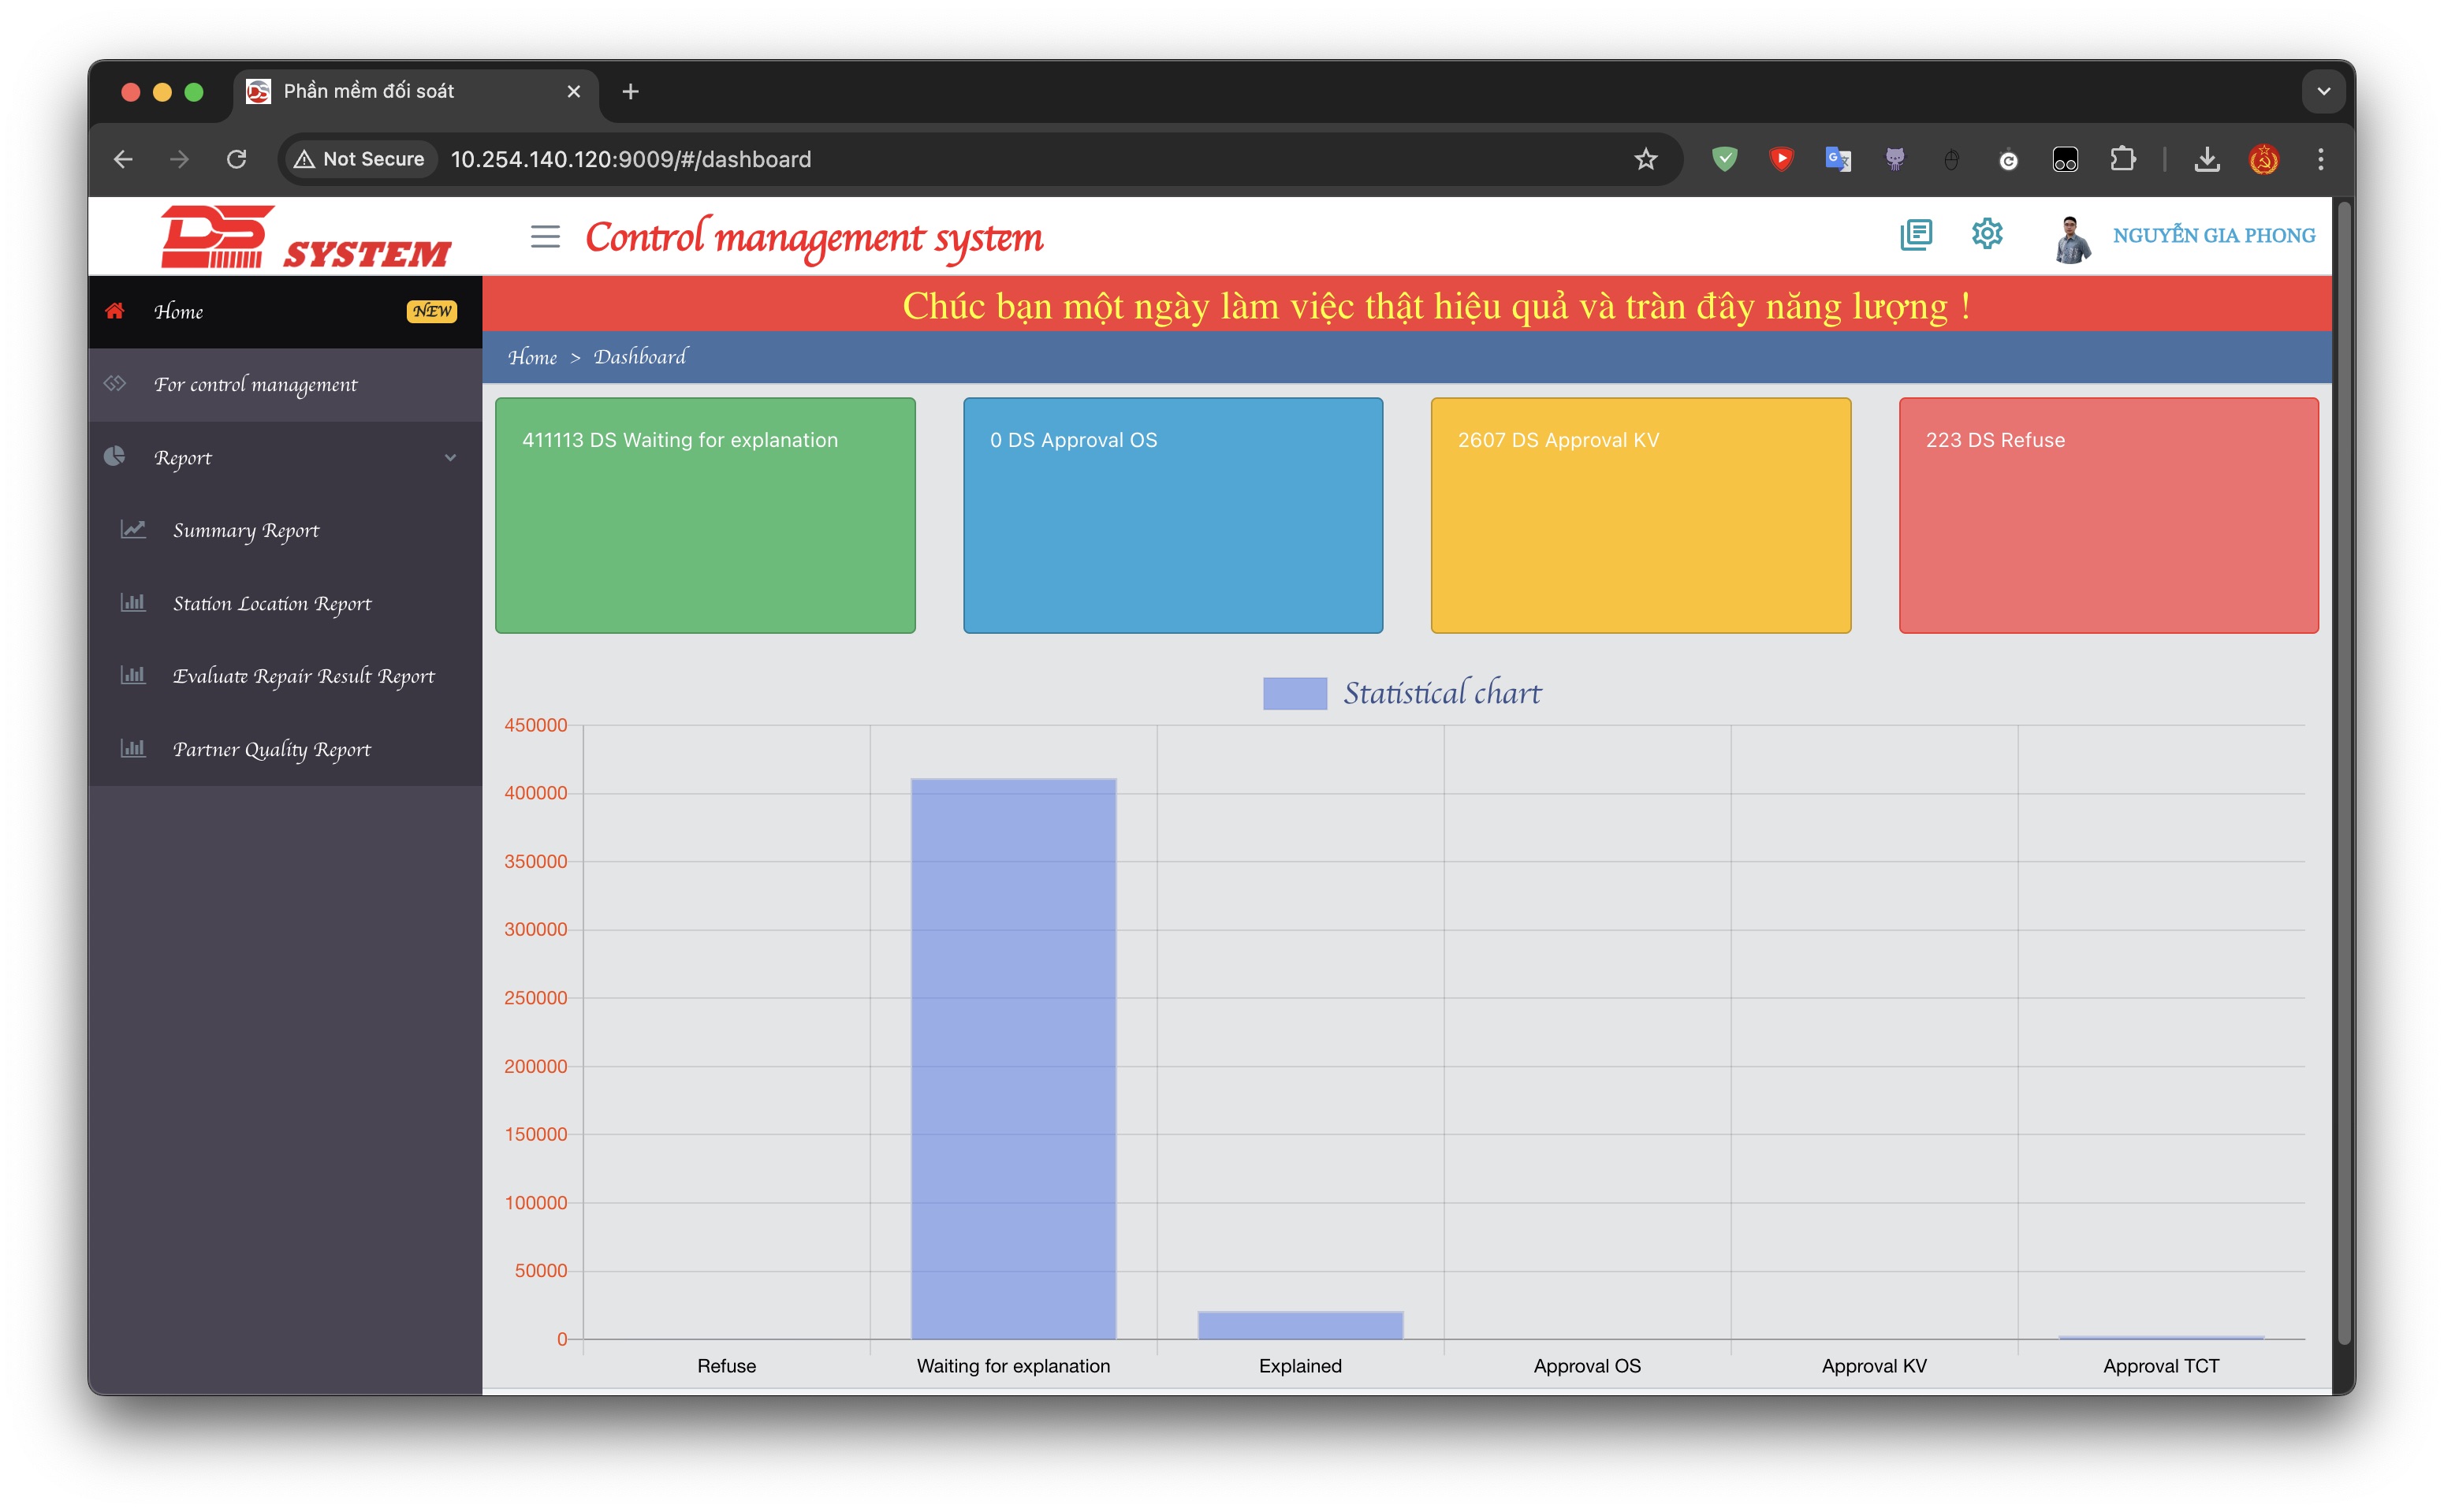 Phần mềm đối soát
Not Secure 10.254.140.120:9009/#/dashboard
DS SYSTEM
Control management system
NGUYỄN GIA PHONG
Home NEW
For control management
Report
Summary Report
Station Location Report
Evaluate Repair Result Report
Partner Quality Report
Chúc bạn một ngày làm việc thật hiệu quả và tràn đây năng lượng !
Home > Dashboard
411113 DS Waiting for explanation
0 DS Approval OS
2607 DS Approval KV
223 DS Refuse
Statistical chart
450000
400000
350000
300000
250000
200000
150000
100000
50000
0
Refuse Waiting for explanation Explained Approval OS Approval KV Approval TCT